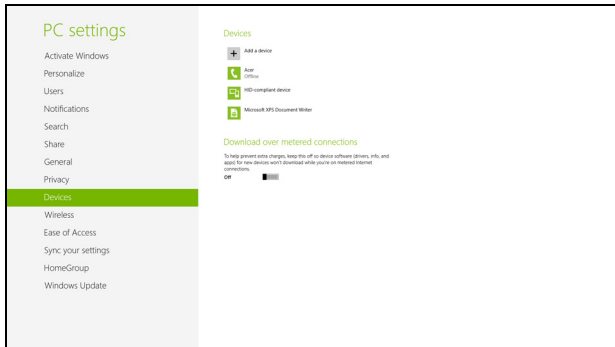 PC settings
Activate Windows
Personalize
Users
Notifications
Search
Share
General
Privacy
Devices
Wireless
Ease of Access
Sync your settings
HomeGroup
Windows Update
Devices
Add a device
Acer
Offline
HID-compliant device
Microsoft XPS Document Writer
Download over metered connections
To help prevent extra charges, keep this off so device software (drivers, info, and
apps) for new devices won't download while you're on metered Internet
connections.
Off